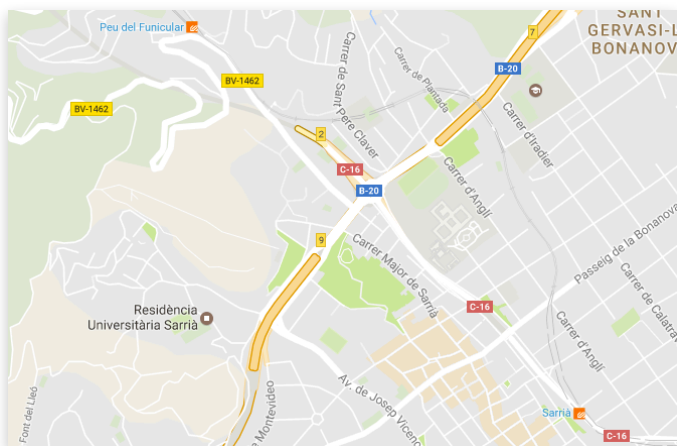 SANT
GERVASI-L
BONANOV
Peu del Funicular
7
B-20
BV-1462
BV-1462
Carrer de Sant Pere Claver
Carrer de Plantada
Carrer d'Iradier
2
C-16
B-20
Carrer d'Anglí
9
Carrer Major de Sarrià
Passeig de la Bonanova
Residència
Universitària Sarrià
C-16
Carrer de Calatrav
Carrer d'Anglí
Font del Lleó
a Montevideo
Av. de Josep Vicenç
Sarrià
C-16